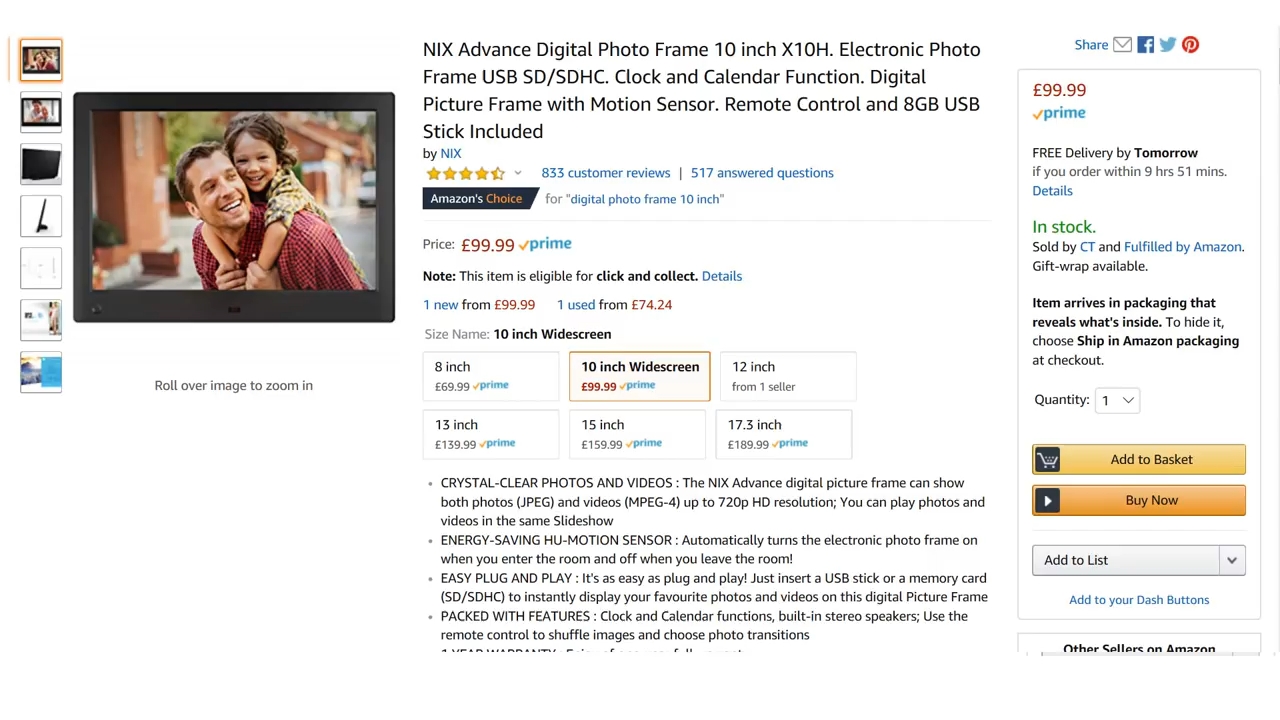 NIX Advance Digital Photo Frame 10 inch X10H. Electronic Photo
Frame USB SD/SDHC. Clock and Calendar Function. Digital
Picture Frame with Motion Sensor. Remote Control and 8GB USB
Stick Included
by NIX
833 customer reviews | 517 answered questions
Amazon's Choice for "digital photo frame 10 inch"
Price: £99.99 prime
Note: This item is eligible for click and collect. Details
1 new from £99.99 1 used from £74.24
Size Name: 10 inch Widescreen
8 inch
£69.99 prime
10 inch Widescreen
£99.99 prime
12 inch
from 1 seller
13 inch
£139.99 prime
15 inch
£159.99 prime
17.3 inch
£189.99 prime
• CRYSTAL-CLEAR PHOTOS AND VIDEOS : The NIX Advance digital picture frame can show
both photos (JPEG) and videos (MPEG-4) up to 720p HD resolution; You can play photos and
videos in the same Slideshow
• ENERGY-SAVING HU-MOTION SENSOR : Automatically turns the electronic photo frame on
when you enter the room and off when you leave the room!
• EASY PLUG AND PLAY : It's as easy as plug and play! Just insert a USB stick or a memory card
(SD/SDHC) to instantly display your favourite photos and videos on this digital Picture Frame
• PACKED WITH FEATURES : Clock and Calendar functions, built-in stereo speakers; Use the
remote control to shuffle images and choose photo transitions
Roll over image to zoom in
Share
£99.99
prime
FREE Delivery by Tomorrow
if you order within 9 hrs 51 mins.
Details
In stock.
Sold by CT and Fulfilled by Amazon.
Gift-wrap available.
Item arrives in packaging that
reveals what's inside. To hide it,
choose Ship in Amazon packaging
at checkout.
Quantity: 1
Add to Basket
Buy Now
Add to List
Add to your Dash Buttons
Other Sellers on Amazon